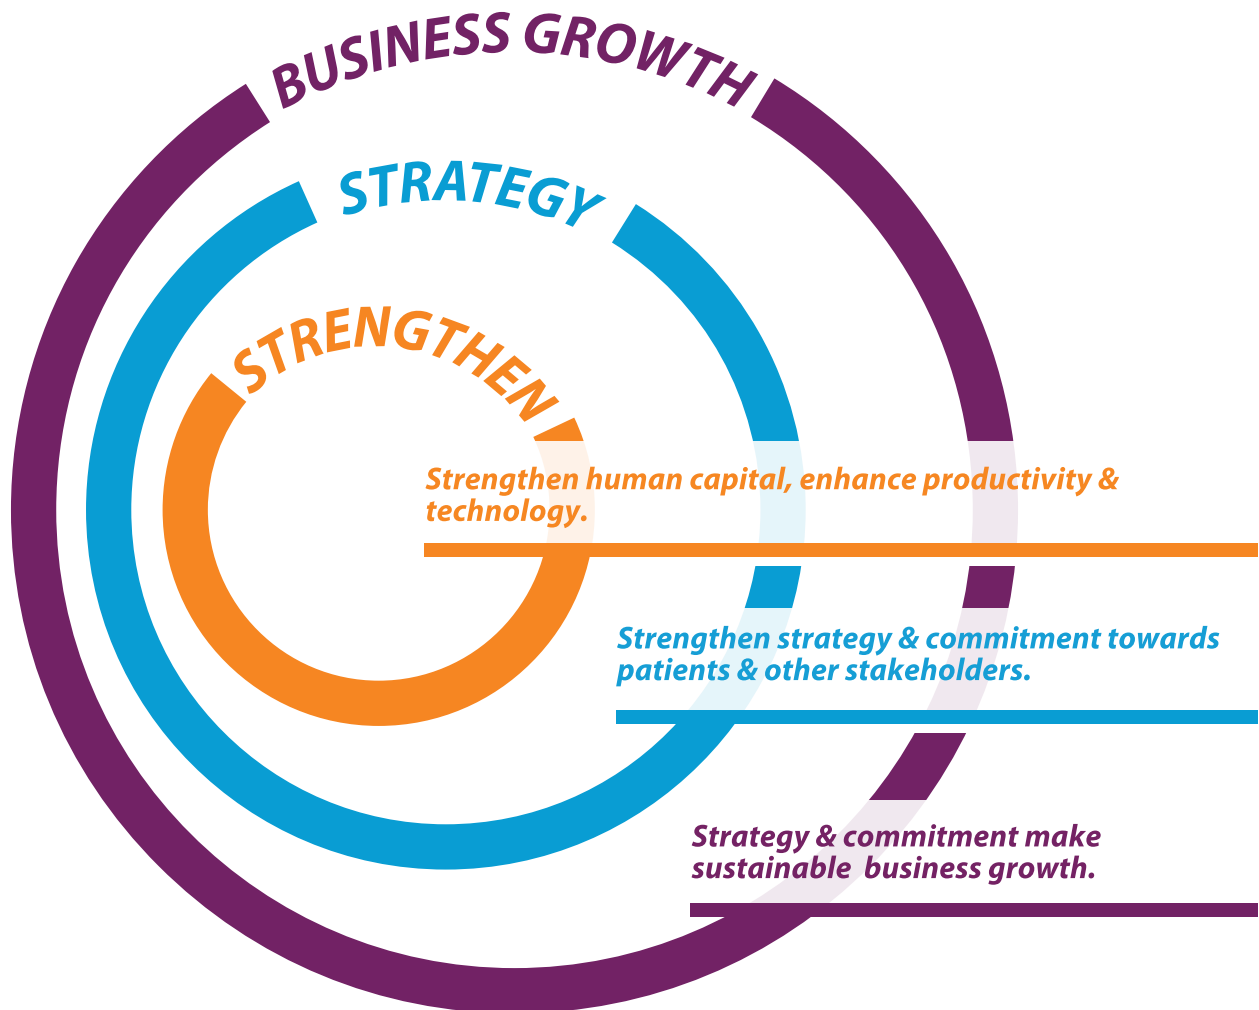 BUSINESS GROWTH
STRATEGY
STRENGTHEN
Strengthen human capital, enhance productivity &
technology.
Strengthen strategy & commitment towards
patients & other stakeholders.
Strategy & commitment make
sustainable  business growth.